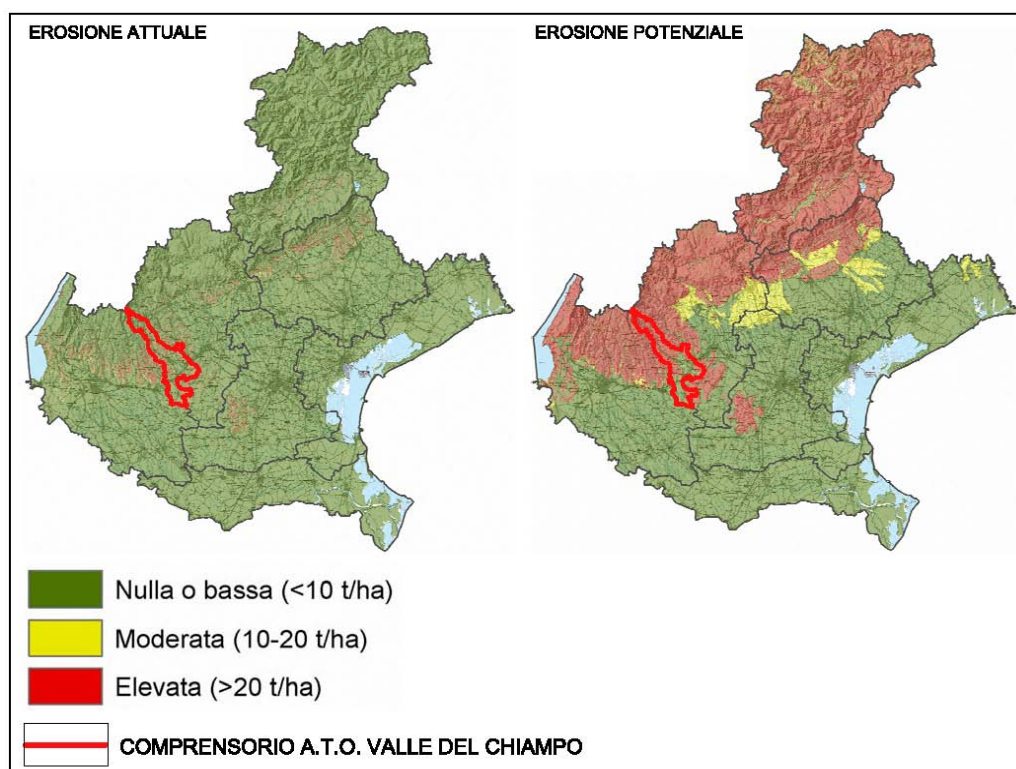 EROSIONE ATTUALE
EROSIONE POTENZIALE
Nulla o bassa (<10 t/ha)
Moderata (10-20 t/ha)
Elevata (>20 t/ha)
COMPRENSORIO A.T.O. VALLE DEL CHIAMPO